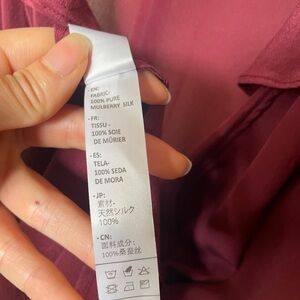 -EN:
FABRIC-
100% PURE
MULBERRY SILK
-FR:
TISSU -
100% SOIE
DE MÛRIER
-ES:
TELA-
100% SEDA
DE MORA
-JP:
素材-
天然シルク
100%
-CN:
面料成分:
100%桑蚕丝